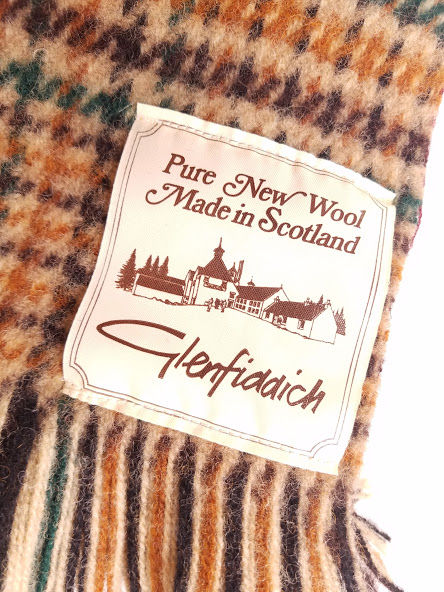 Pure New Wool
Made in Scotland
Glenfiddich